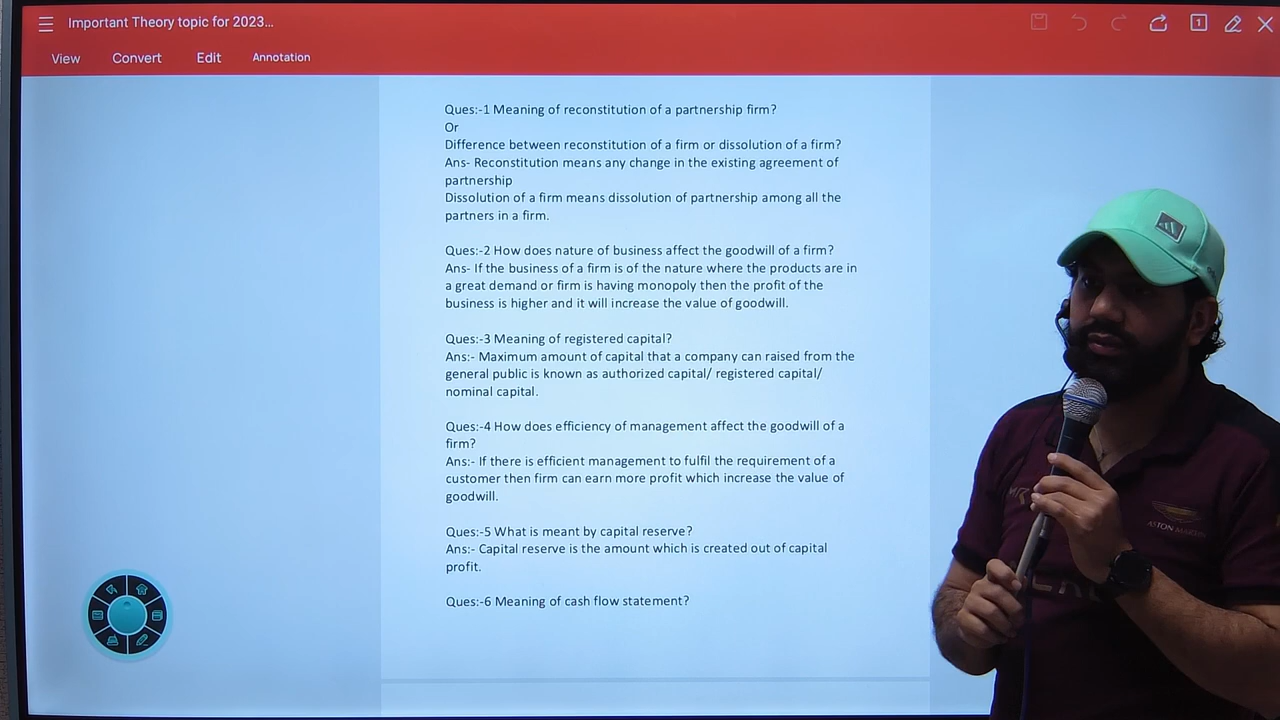 Important Theory topic for 2023...
1
View
Convert
Edit
Annotation
Ques:-1 Meaning of reconstitution of a partnership firm?
Or
Difference between reconstitution of a firm or dissolution of a firm?
Ans- Reconstitution means any change in the existing agreement of
partnership
Dissolution of a firm means dissolution of partnership among all the
partners in a firm.
Ques:-2 How does nature of business affect the goodwill of a firm?
Ans- If the business of a firm is of the nature where the products are in
a great demand or firm is having monopoly then the profit of the
business is higher and it will increase the value of goodwill.
Ques:-3 Meaning of registered capital?
Ans:- Maximum amount of capital that a company can raised from the
general public is known as authorized capital/ registered capital/
nominal capital.
Ques:-4 How does efficiency of management affect the goodwill of a
firm?
Ans:- If there is efficient management to fulfil the requirement of a
customer then firm can earn more profit which increase the value of
goodwill.
Ques:-5 What is meant by capital reserve?
Ans:- Capital reserve is the amount which is created out of capital
profit.
Ques:-6 Meaning of cash flow statement?
ASTON MARTIN